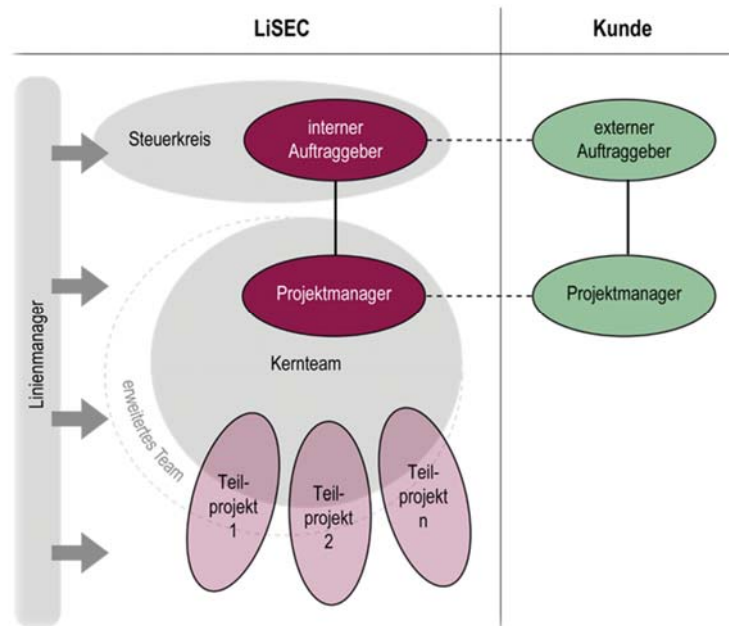 LiSEC
Kunde
Linienmanager
Steuerkreis
interner
Auftraggeber
externer
Auftraggeber
Projektmanager
Projektmanager
Kernteam
erweitertes Team
Teil-
projekt
1
Teil-
projekt
2
Teil-
projekt
n